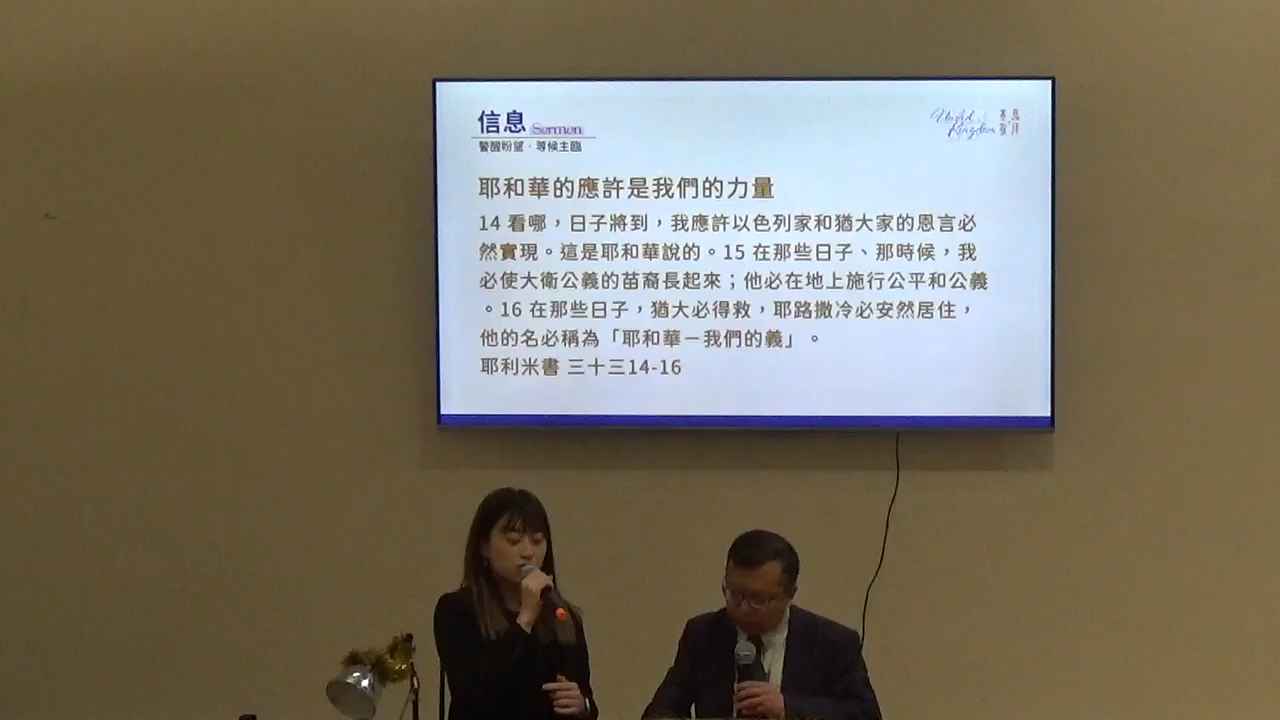 信息 Sermon
警醒盼望．等候主臨
United Kingdom
耶和華的應許是我們的力量
14 看哪，日子將到，我應許以色列家和猶大家的恩言必
然實現。這是耶和華說的。15 在那些日子、那時候，我
必使大衛公義的苗裔長起來；他必在地上施行公平和公義
。16 在那些日子，猶大必得救，耶路撒冷必安然居住，
他的名必稱為「耶和華－我們的義」。
耶利米書 三十三14-16